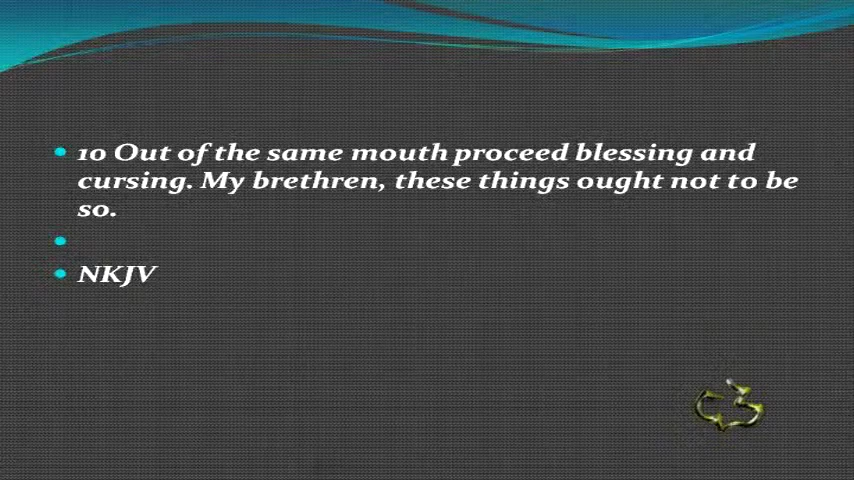 10 Out of the same mouth proceed blessing and
cursing. My brethren, these things ought not to be
so.
NKJV
C3